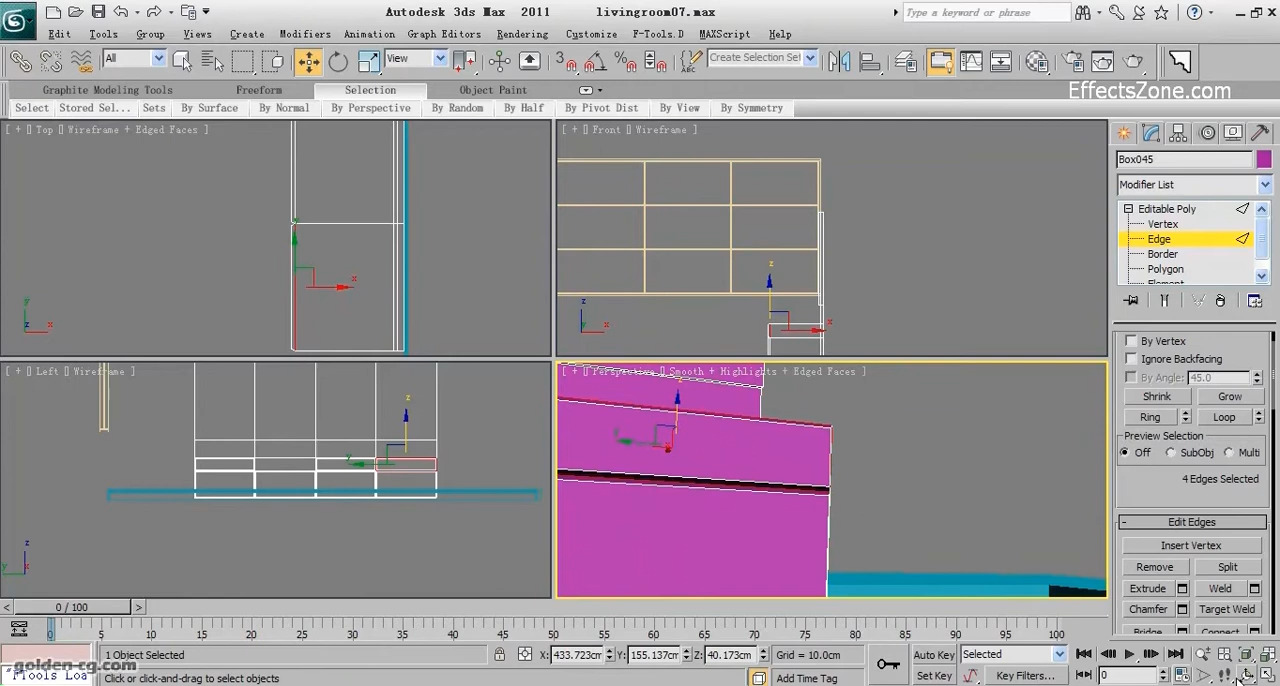 Autodesk 3ds Max 2011 livingroom07.max
Type a keyword or phrase
Edit Tools Group Views Create Modifiers Animation Graph Editors Rendering Customize F-Tools.D MAXScript Help
All View Create Selection Set
Graphite Modeling Tools Freeform Selection Object Paint
EffectsZone.com
Select Stored Sel... Sets By Surface By Normal By Perspective By Random By Half By Pivot Dist By View By Symmetry
[ + ][ Top ][ Wireframe + Edged Faces ]
[ + ][ Front ][ Wireframe ]
Box045
Modifier List
Editable Poly
Vertex
Edge
Border
Polygon
Element
[ + ][ Left ][ Wireframe ]
[ + ][ Perspective ][ Smooth + Highlights + Edged Faces ]
By Vertex
Ignore Backfacing
By Angle: 45.0
Shrink Grow
Ring Loop
Preview Selection
Off SubObj Multi
4 Edges Selected
- Edit Edges
Insert Vertex
Remove Split
Extrude Weld
Chamfer Target Weld
Bridge Connect
< 0 / 100 >
0 5 10 15 20 25 30 35 40 45 50 55 60 65 70 75 80 85 90 95 100
1 Object Selected X: 433.723cm Y: 155.137cm Z: 40.173cm Grid = 10.0cm Auto Key Selected
golden-cg.com
"FTools Loa Click or click-and-drag to select objects Add Time Tag Set Key Key Filters... 0